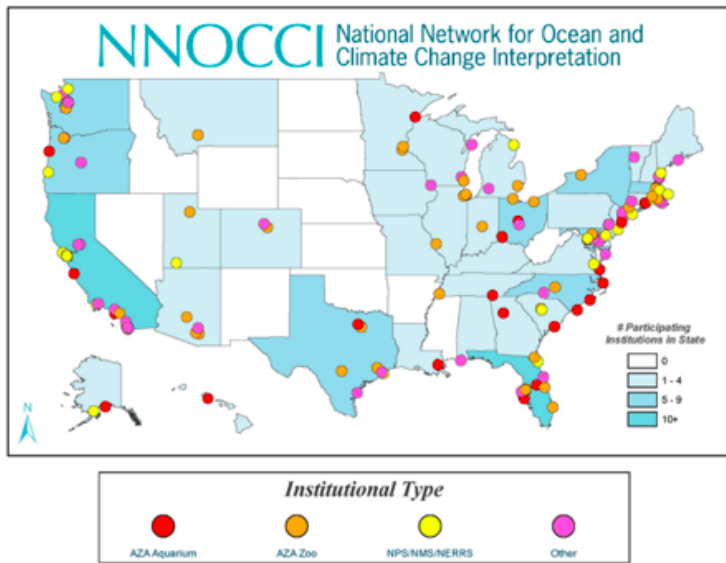 NNOCCI
National Network for Ocean and
Climate Change Interpretation
# Participating
Institutions in State
0
1 - 4
5 - 9
10+
N
Institutional Type
AZA Aquarium
AZA Zoo
NPS/NMS/NERRS
Other